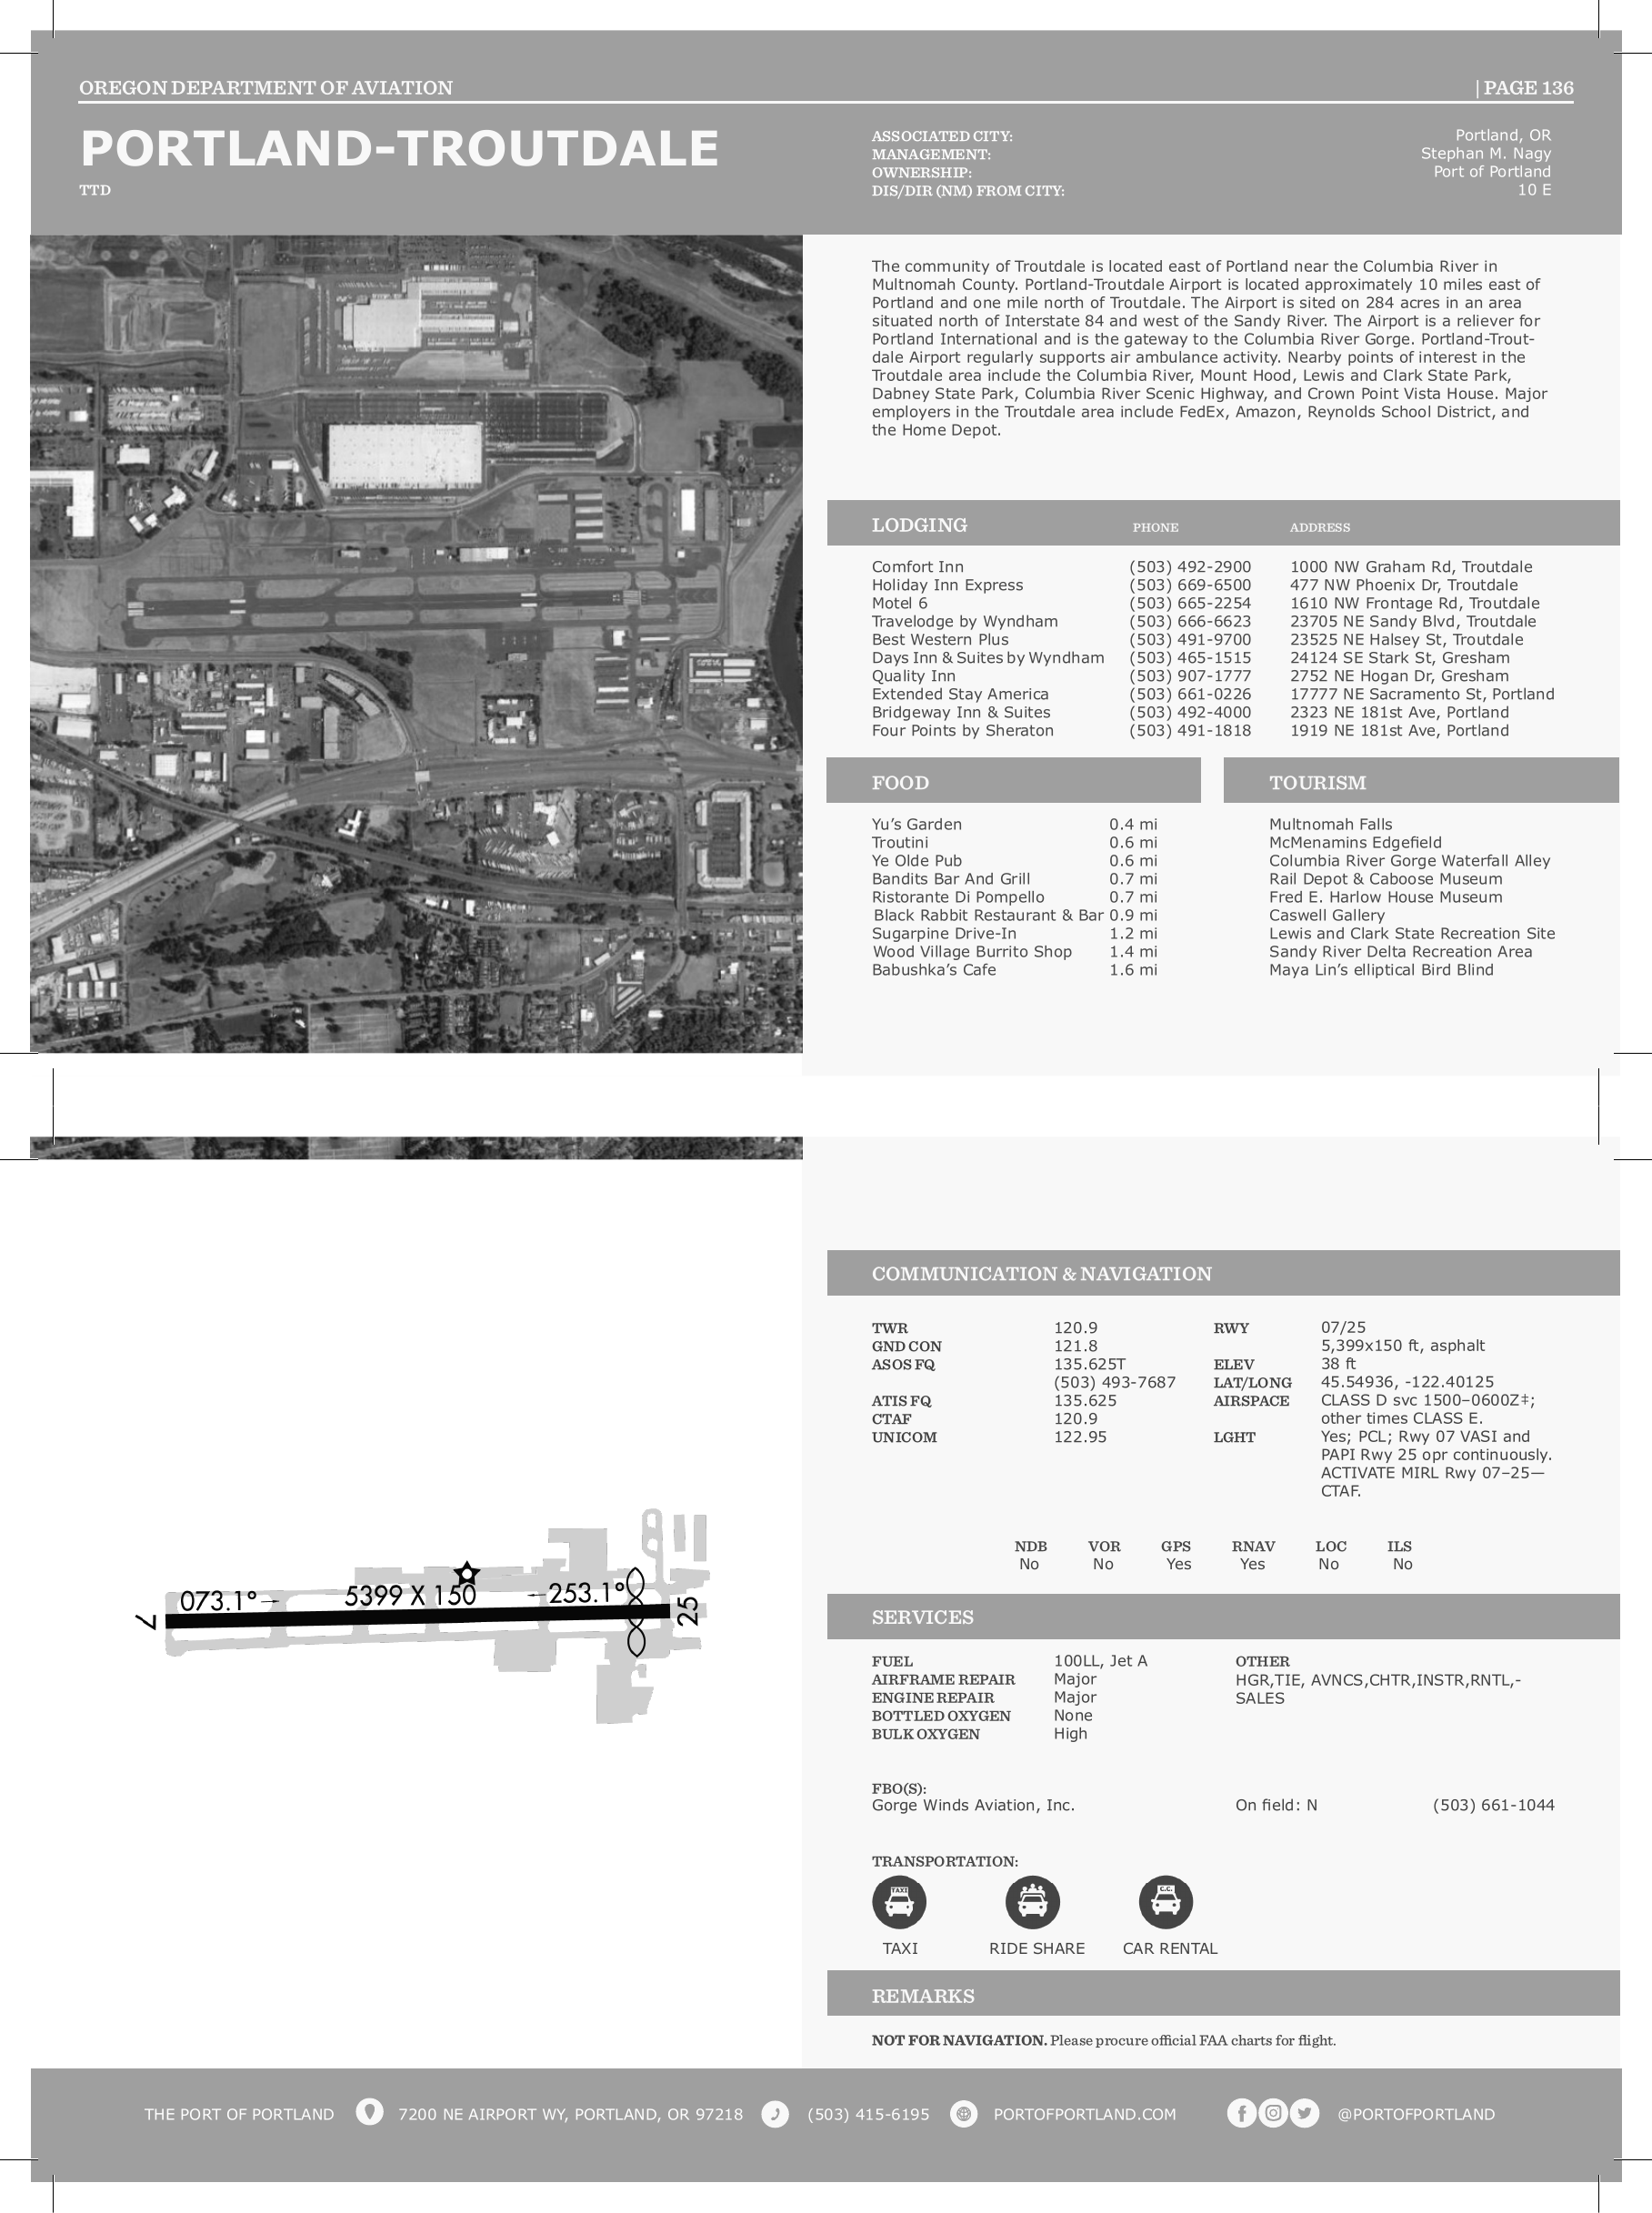 OREGON DEPARTMENT OF AVIATION | PAGE 136
PORTLAND-TROUTDALE
TTD
ASSOCIATED CITY: Portland, OR
MANAGEMENT: Stephan M. Nagy
OWNERSHIP: Port of Portland
DIS/DIR (NM) FROM CITY: 10 E
The community of Troutdale is located east of Portland near the Columbia River in
Multnomah County. Portland-Troutdale Airport is located approximately 10 miles east of
Portland and one mile north of Troutdale. The Airport is sited on 284 acres in an area
situated north of Interstate 84 and west of the Sandy River. The Airport is a reliever for
Portland International and is the gateway to the Columbia River Gorge. Portland-Trout-
dale Airport regularly supports air ambulance activity. Nearby points of interest in the
Troutdale area include the Columbia River, Mount Hood, Lewis and Clark State Park,
Dabney State Park, Columbia River Scenic Highway, and Crown Point Vista House. Major
employers in the Troutdale area include FedEx, Amazon, Reynolds School District, and
the Home Depot.
LODGING PHONE ADDRESS
Comfort Inn (503) 492-2900 1000 NW Graham Rd, Troutdale
Holiday Inn Express (503) 669-6500 477 NW Phoenix Dr, Troutdale
Motel 6 (503) 665-2254 1610 NW Frontage Rd, Troutdale
Travelodge by Wyndham (503) 666-6623 23705 NE Sandy Blvd, Troutdale
Best Western Plus (503) 491-9700 23525 NE Halsey St, Troutdale
Days Inn & Suites by Wyndham (503) 465-1515 24124 SE Stark St, Gresham
Quality Inn (503) 907-1777 2752 NE Hogan Dr, Gresham
Extended Stay America (503) 661-0226 17777 NE Sacramento St, Portland
Bridgeway Inn & Suites (503) 492-4000 2323 NE 181st Ave, Portland
Four Points by Sheraton (503) 491-1818 1919 NE 181st Ave, Portland
FOOD
Yu’s Garden 0.4 mi
Troutini 0.6 mi
Ye Olde Pub 0.6 mi
Bandits Bar And Grill 0.7 mi
Ristorante Di Pompello 0.7 mi
Black Rabbit Restaurant & Bar 0.9 mi
Sugarpine Drive-In 1.2 mi
Wood Village Burrito Shop 1.4 mi
Babushka’s Cafe 1.6 mi
TOURISM
Multnomah Falls
McMenamins Edgefield
Columbia River Gorge Waterfall Alley
Rail Depot & Caboose Museum
Fred E. Harlow House Museum
Caswell Gallery
Lewis and Clark State Recreation Site
Sandy River Delta Recreation Area
Maya Lin’s elliptical Bird Blind
073.1° 5399 X 150 253.1°
7 25
COMMUNICATION & NAVIGATION
TWR 120.9
GND CON 121.8
ASOS FQ 135.625T
(503) 493-7687
ATIS FQ 135.625
CTAF 120.9
UNICOM 122.95
RWY 07/25
5,399x150 ft, asphalt
ELEV 38 ft
LAT/LONG 45.54936, -122.40125
AIRSPACE CLASS D svc 1500–0600Z‡;
other times CLASS E.
LGHT Yes; PCL; Rwy 07 VASI and
PAPI Rwy 25 opr continuously.
ACTIVATE MIRL Rwy 07–25—
CTAF.
NDB VOR GPS RNAV LOC ILS
No No Yes Yes No No
SERVICES
FUEL 100LL, Jet A
AIRFRAME REPAIR Major
ENGINE REPAIR Major
BOTTLED OXYGEN None
BULK OXYGEN High
OTHER
HGR,TIE, AVNCS,CHTR,INSTR,RNTL,-
SALES
FBO(S):
Gorge Winds Aviation, Inc. On field: N (503) 661-1044
TRANSPORTATION:
TAXI C.C.
TAXI RIDE SHARE CAR RENTAL
REMARKS
NOT FOR NAVIGATION. Please procure official FAA charts for flight.
THE PORT OF PORTLAND 7200 NE AIRPORT WY, PORTLAND, OR 97218 (503) 415-6195 PORTOFPORTLAND.COM @PORTOFPORTLAND